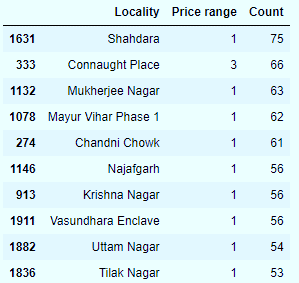 Locality Price range Count
1631 Shahdara 1 75
333 Connaught Place 3 66
1132 Mukherjee Nagar 1 63
1078 Mayur Vihar Phase 1 1 62
274 Chandni Chowk 1 61
1146 Najafgarh 1 56
913 Krishna Nagar 1 56
1911 Vasundhara Enclave 1 56
1882 Uttam Nagar 1 54
1836 Tilak Nagar 1 53